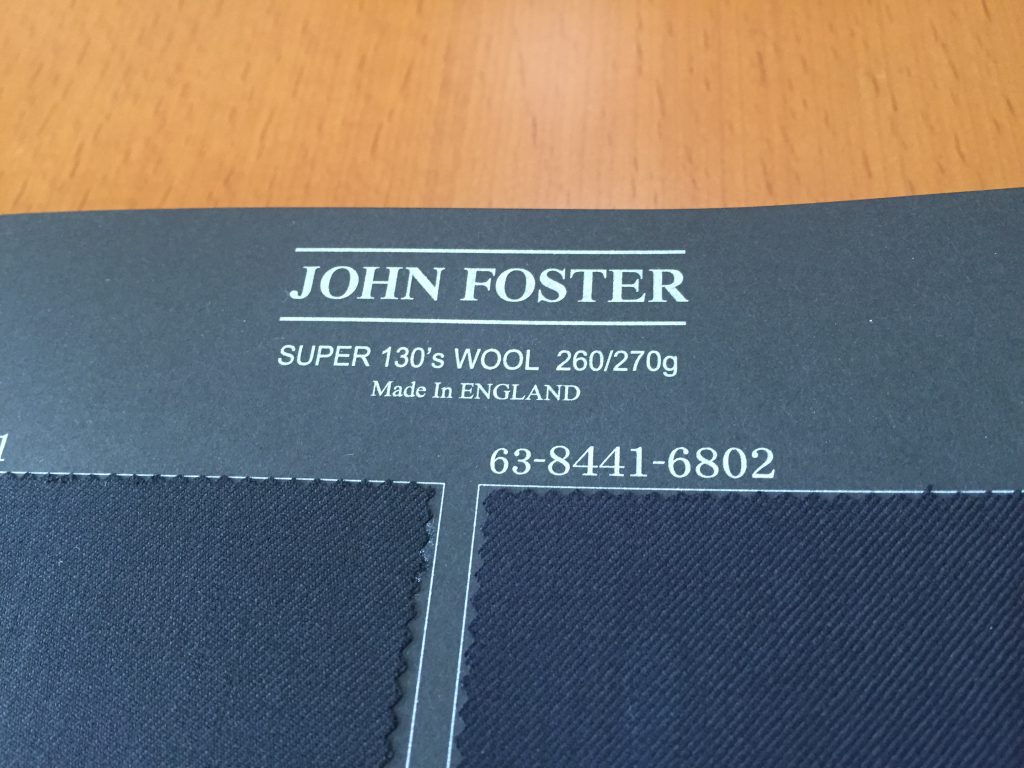 JOHN FOSTER
SUPER 130's WOOL 260/270g
Made In ENGLAND
63-8441-6802